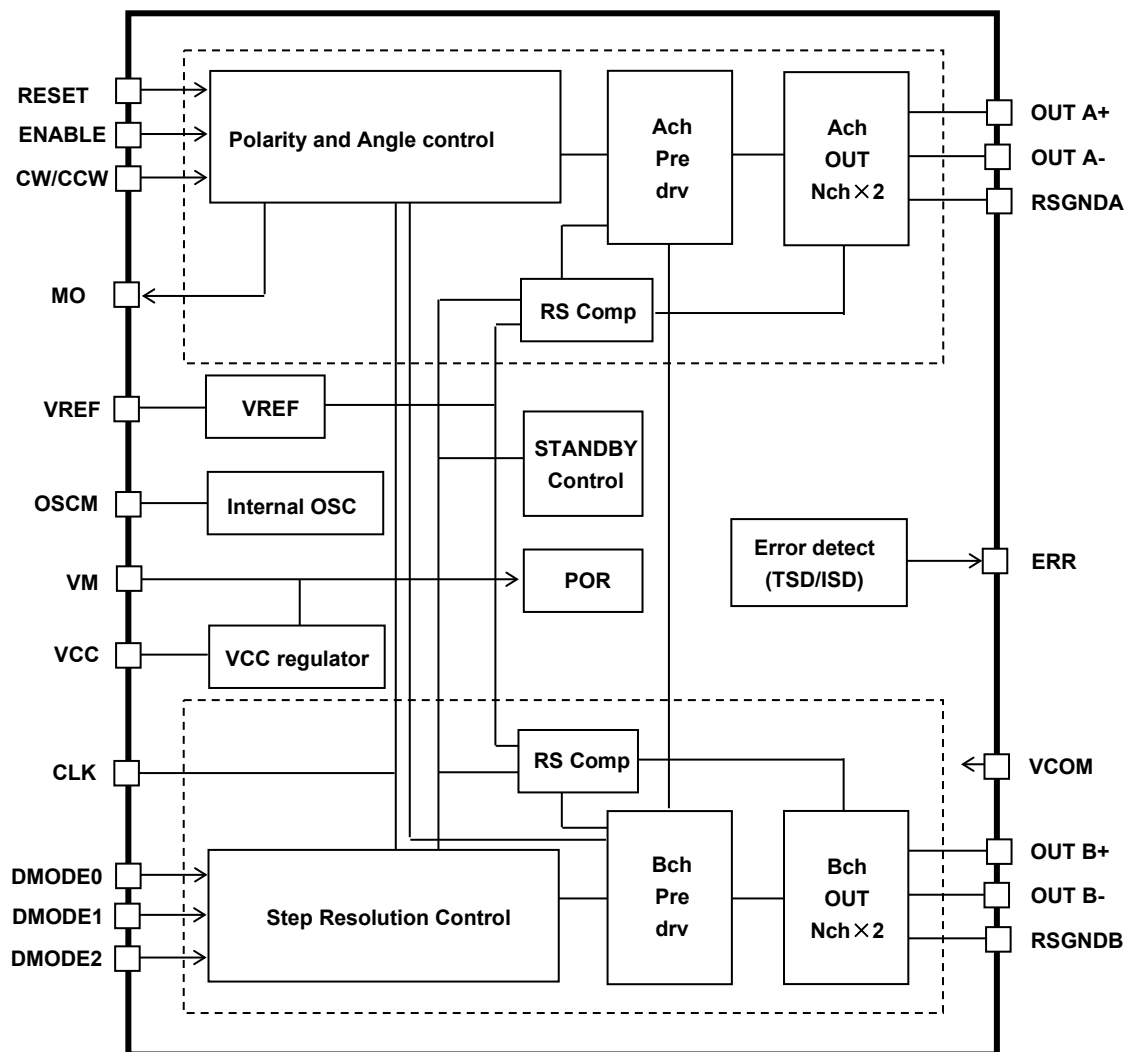 RESET
ENABLE
CW/CCW
MO
VREF
OSCM
VM
VCC
CLK
DMODE0
DMODE1
DMODE2
Polarity and Angle control
Ach
Pre
drv
Ach
OUT
Nch×2
RS Comp
VREF
STANDBY
Control
Internal OSC
POR
VCC regulator
Error detect
(TSD/ISD)
RS Comp
Step Resolution Control
Bch
Pre
drv
Bch
OUT
Nch×2
OUT A+
OUT A-
RSGNDA
ERR
VCOM
OUT B+
OUT B-
RSGNDB